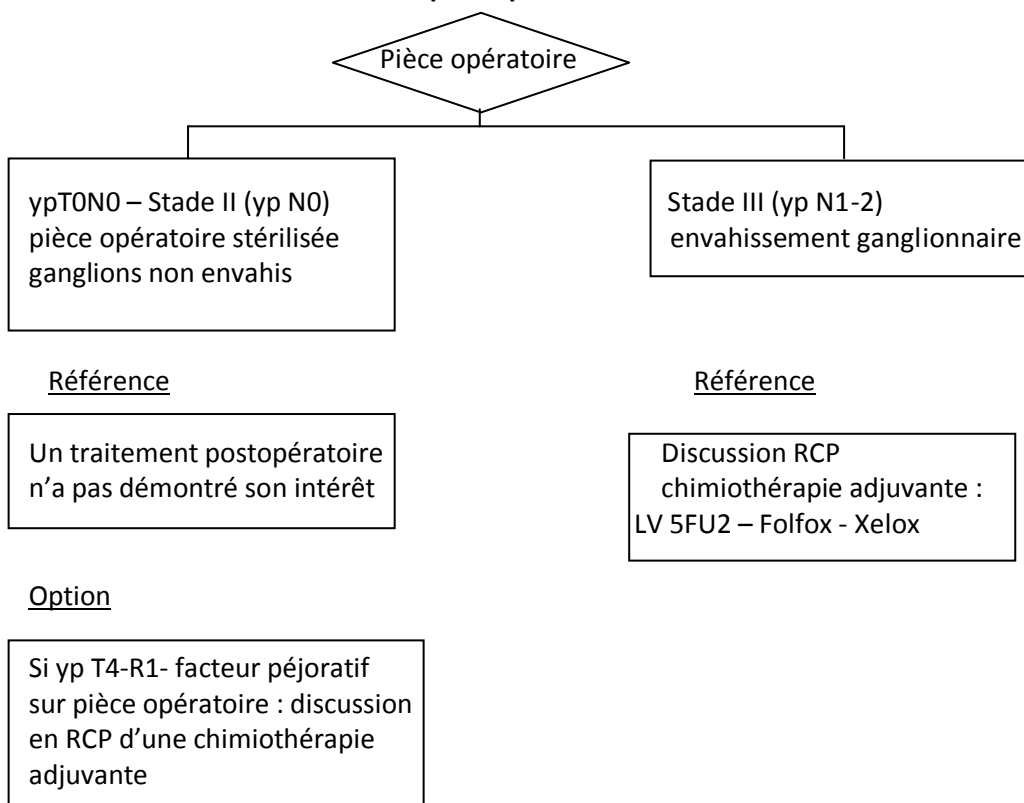 Pièce opératoire
ypT0N0 – Stade II (yp N0)
pièce opératoire stérilisée
ganglions non envahis
Stade III (yp N1-2)
envahissement ganglionnaire
Référence
Référence
Un traitement postopératoire
n'a pas démontré son intérêt
Discussion RCP
chimiothérapie adjuvante :
LV 5FU2 – Folfox - Xelox
Option
Si yp T4-R1- facteur péjoratif
sur pièce opératoire : discussion
en RCP d'une chimiothérapie
adjuvante